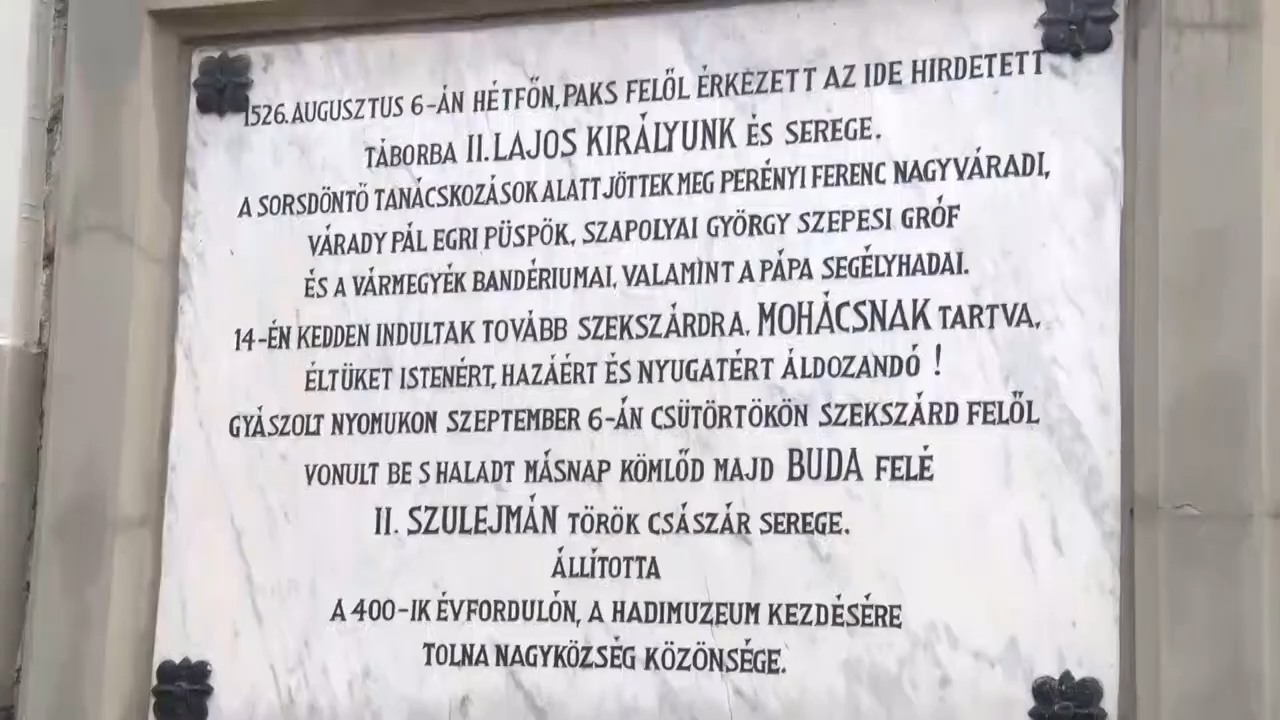 1526. AUGUSZTUS 6-ÁN HÉTFŐN, PAKS FELŐL ÉRKEZETT AZ IDE HIRDETETT
TÁBORBA II. LAJOS KIRÁLYUNK ÉS SEREGE.
A SORSDÖNTŐ TANÁCSKOZÁSOK ALATT JÖTTEK MEG PERÉNYI FERENC NAGYVÁRADI,
VÁRADY PÁL EGRI PÜSPÖK, SZAPOLYAI GYÖRGY SZEPESI GRÓF
ÉS A VÁRMEGYÉK BANDÉRIUMAI, VALAMINT A PÁPA SEGÉLYHADAI.
14-ÉN KEDDEN INDULTAK TOVÁBB SZEKSZÁRDRA, MOHÁCSNAK TARTVA,
ÉLTÜKET ISTENÉRT, HAZÁÉRT ÉS NYUGATÉRT ÁLDOZANDÓ !
GYÁSZOLT NYOMUKON SZEPTEMBER 6-ÁN CSÜTÖRTÖKÖN SZEKSZÁRD FELŐL
VONULT BE S HALADT MÁSNAP KÖMLŐD MAJD BUDA FELÉ
II. SZULEJMÁN TÖRÖK CSÁSZÁR SEREGE.
ÁLLÍTOTTA
A 400-IK ÉVFORDULÓN, A HADIMUZEUM KEZDÉSÉRE
TOLNA NAGYKÖZSÉG KÖZÖNSÉGE.